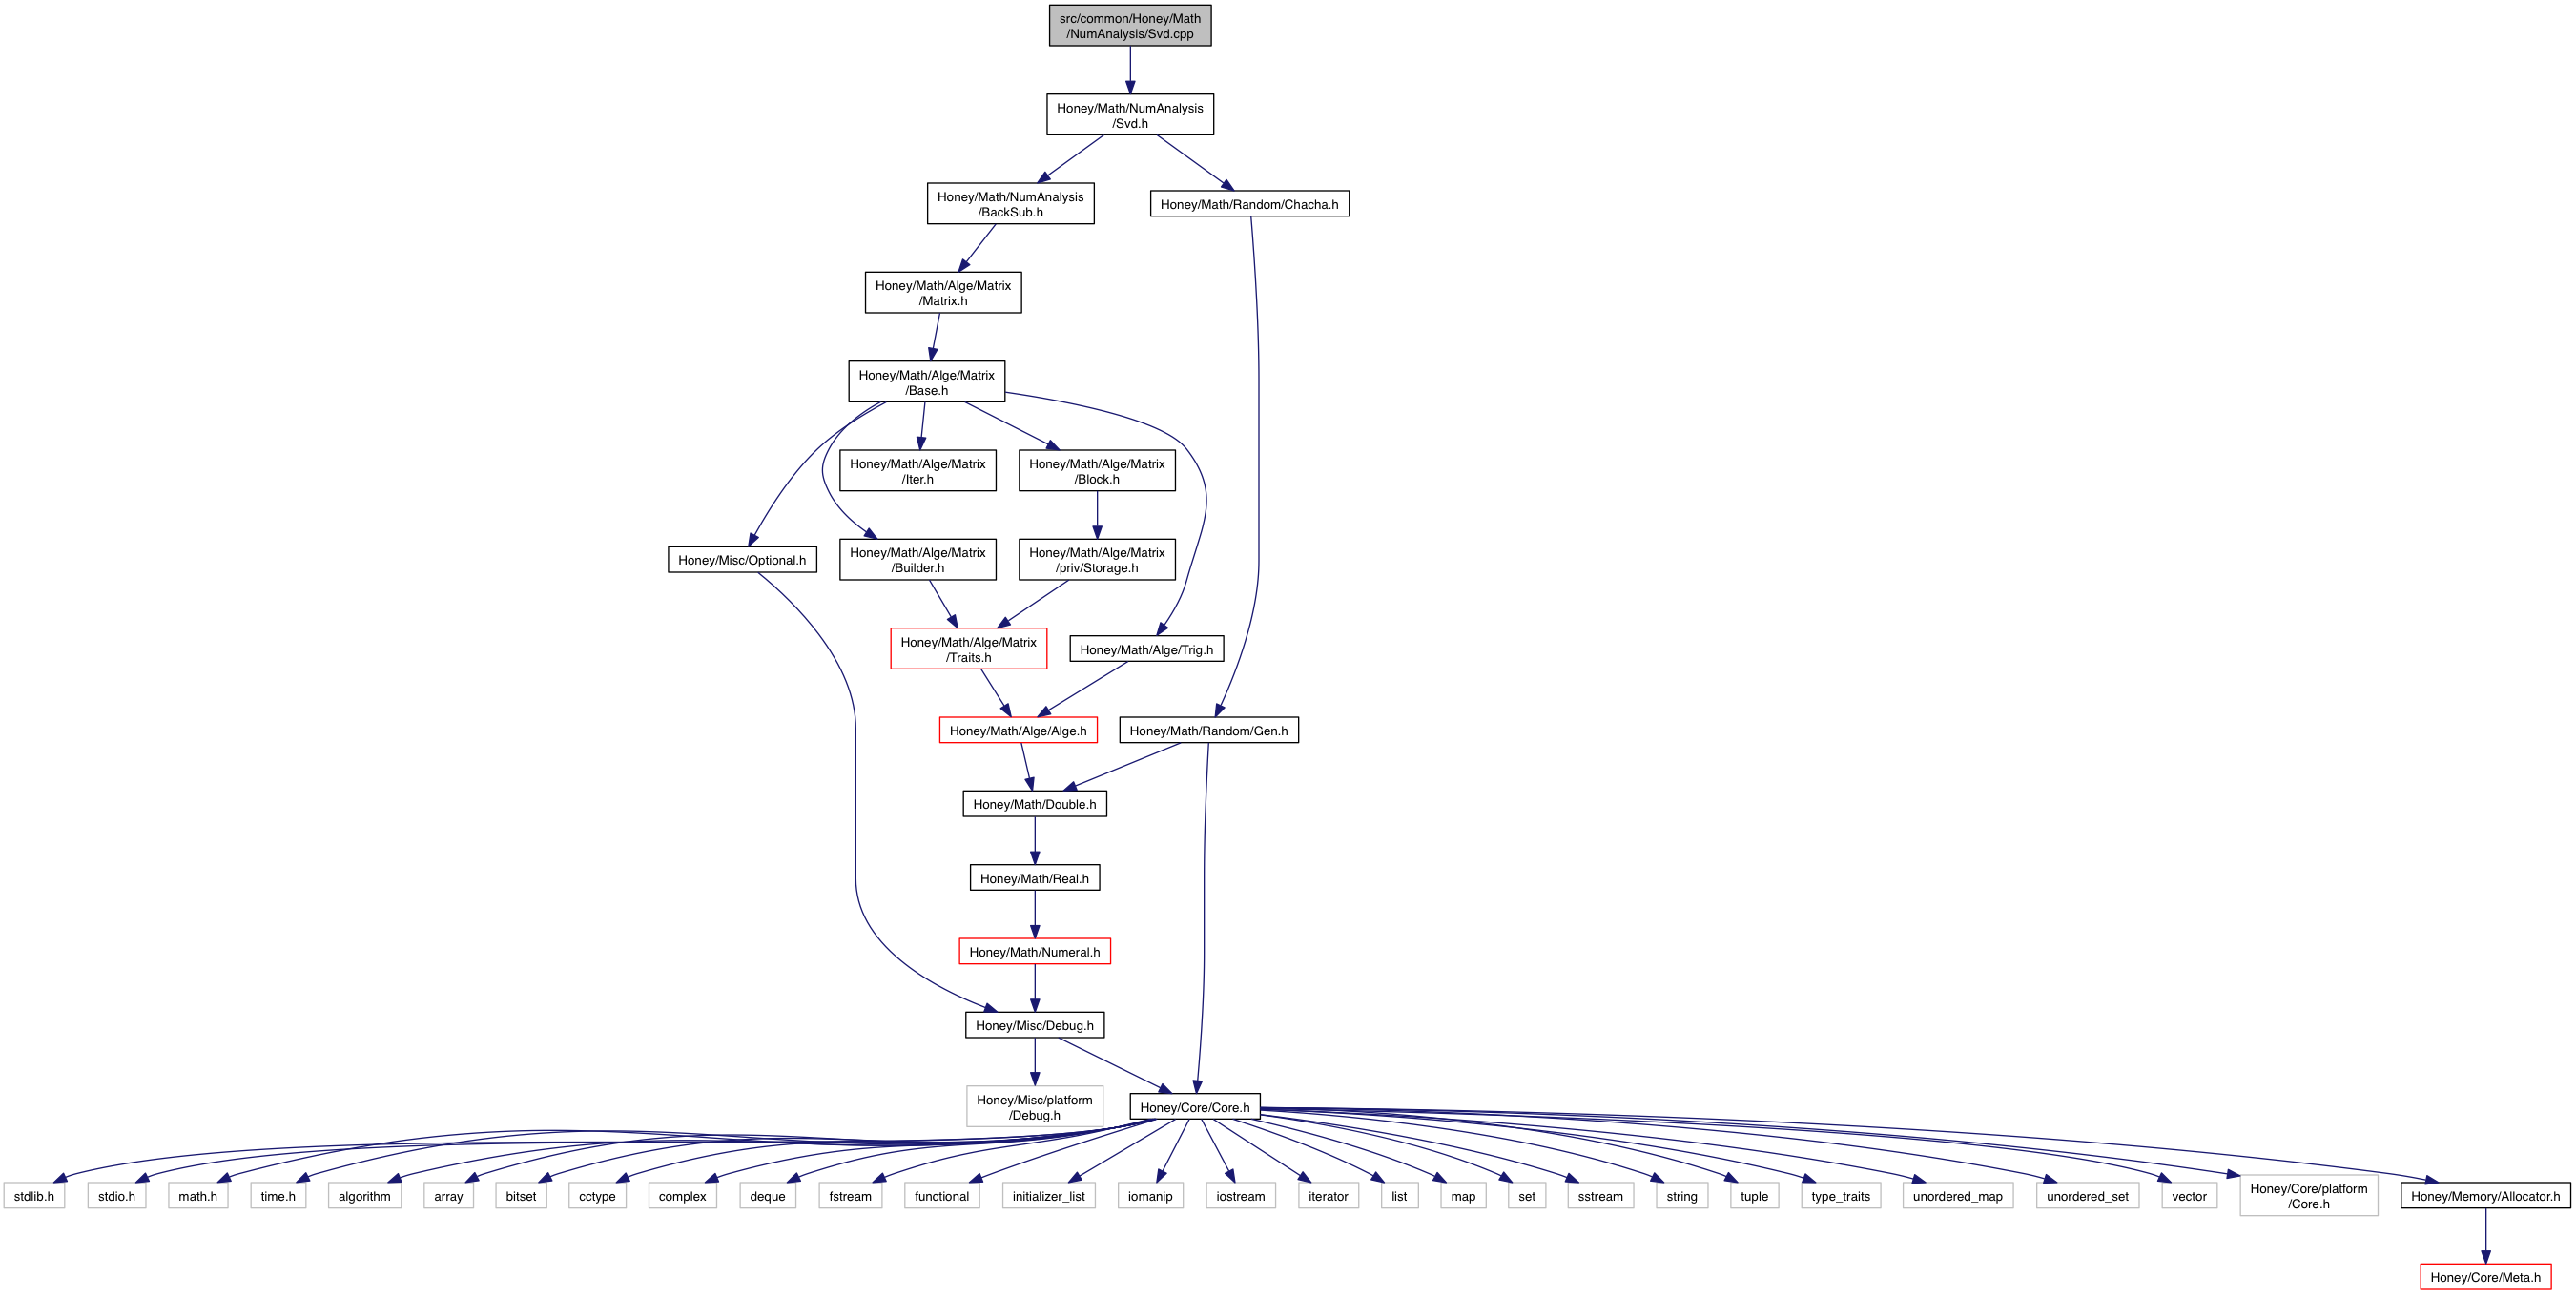 src/common/Honey/Math
/NumAnalysis/Svd.cpp
Honey/Math/NumAnalysis
/Svd.h
Honey/Math/NumAnalysis
/BackSub.h
Honey/Math/Random/Chacha.h
Honey/Math/Alge/Matrix
/Matrix.h
Honey/Math/Alge/Matrix
/Base.h
Honey/Math/Alge/Matrix
/Iter.h
Honey/Math/Alge/Matrix
/Block.h
Honey/Misc/Optional.h
Honey/Math/Alge/Matrix
/Builder.h
Honey/Math/Alge/Matrix
/priv/Storage.h
Honey/Math/Alge/Matrix
/Traits.h
Honey/Math/Alge/Trig.h
Honey/Math/Alge/Alge.h
Honey/Math/Random/Gen.h
Honey/Math/Double.h
Honey/Math/Real.h
Honey/Math/Numeral.h
Honey/Misc/Debug.h
Honey/Misc/platform
/Debug.h
Honey/Core/Core.h
stdlib.h
stdio.h
math.h
time.h
algorithm
array
bitset
cctype
complex
deque
fstream
functional
initializer_list
iomanip
iostream
iterator
list
map
set
sstream
string
tuple
type_traits
unordered_map
unordered_set
vector
Honey/Core/platform
/Core.h
Honey/Memory/Allocator.h
Honey/Core/Meta.h